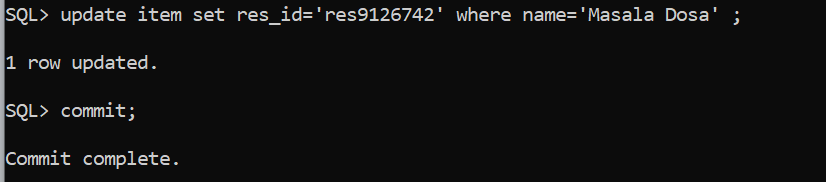 SQL> update item set res_id='res9126742' where name='Masala Dosa' ;
1 row updated.
SQL> commit;
Commit complete.